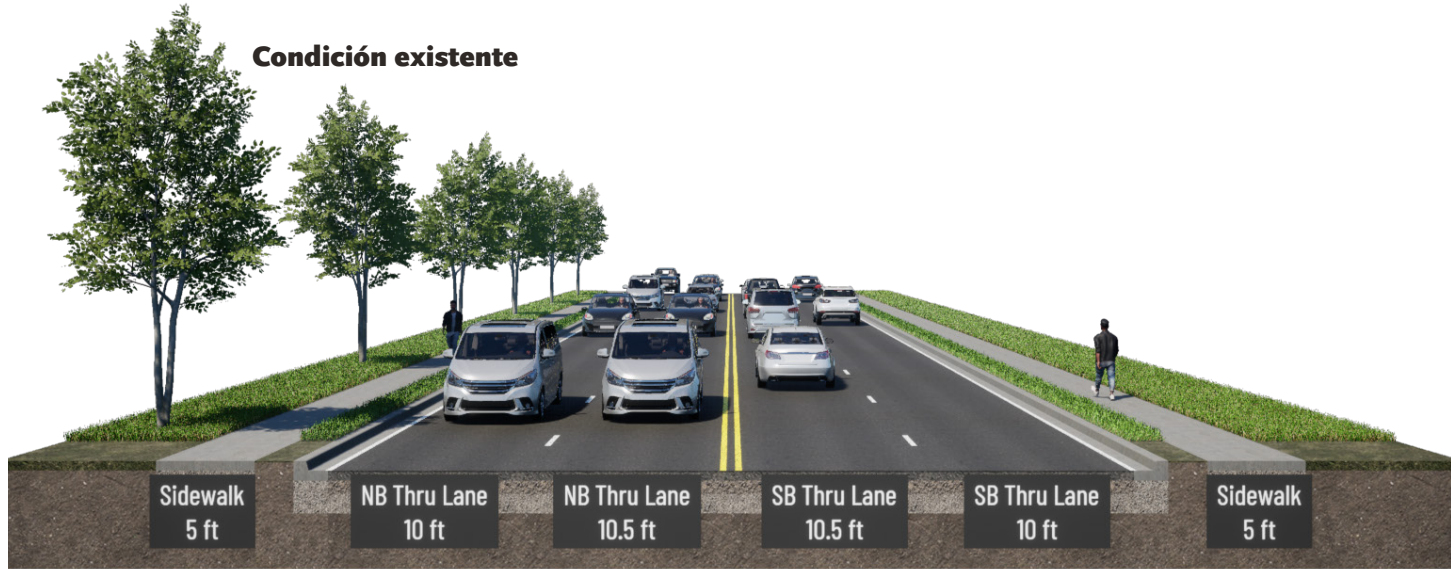 Condición existente
Sidewalk
5 ft
NB Thru Lane
10 ft
NB Thru Lane
10.5 ft
SB Thru Lane
10.5 ft
SB Thru Lane
10 ft
Sidewalk
5 ft